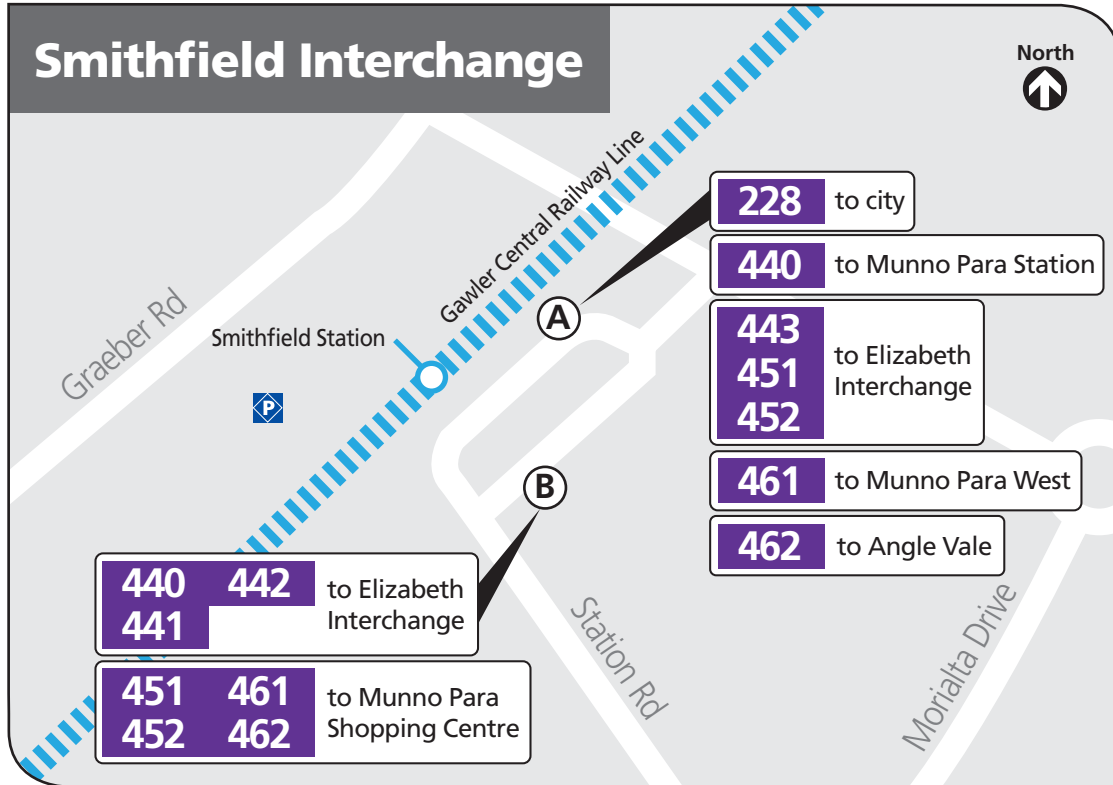 Smithfield Interchange
North
Gawler Central Railway Line
228 to city
440 to Munno Para Station
443
451
452
to Elizabeth
Interchange
461 to Munno Para West
462 to Angle Vale
A
Graeber Rd
Smithfield Station
P
B
440 442
441
to Elizabeth
Interchange
451 461
452 462
to Munno Para
Shopping Centre
Station Rd
Morialta Drive